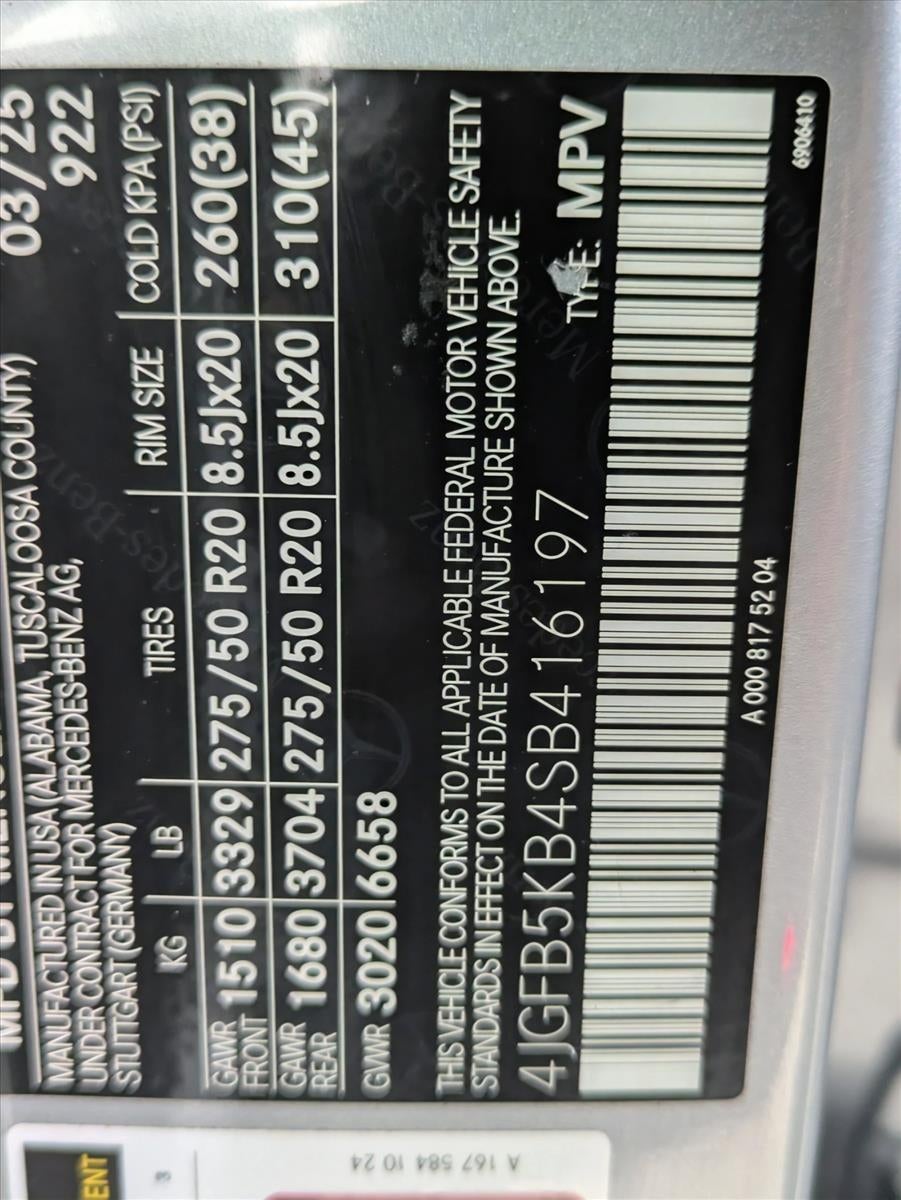 03/25
922
MANUFACTURED IN USA (ALABAMA, TUSCALOOSA COUNTY)
UNDER CONTRACT FOR MERCEDES-BENZ AG,
STUTTGART (GERMANY)
KG LB TIRES RIM SIZE COLD KPA (PSI)
GAWR FRONT 1510 3329 275/50 R20 8.5Jx20 260(38)
GAWR REAR 1680 3704 275/50 R20 8.5Jx20 310(45)
GVWR 3020 6658
THIS VEHICLE CONFORMS TO ALL APPLICABLE FEDERAL MOTOR VEHICLE SAFETY
STANDARDS IN EFFECT ON THE DATE OF MANUFACTURE SHOWN ABOVE.
4JGFB5KB4SB416197 TYPE: MPV
A 000 817 52 04
6906410
A 167 584 10 24
3